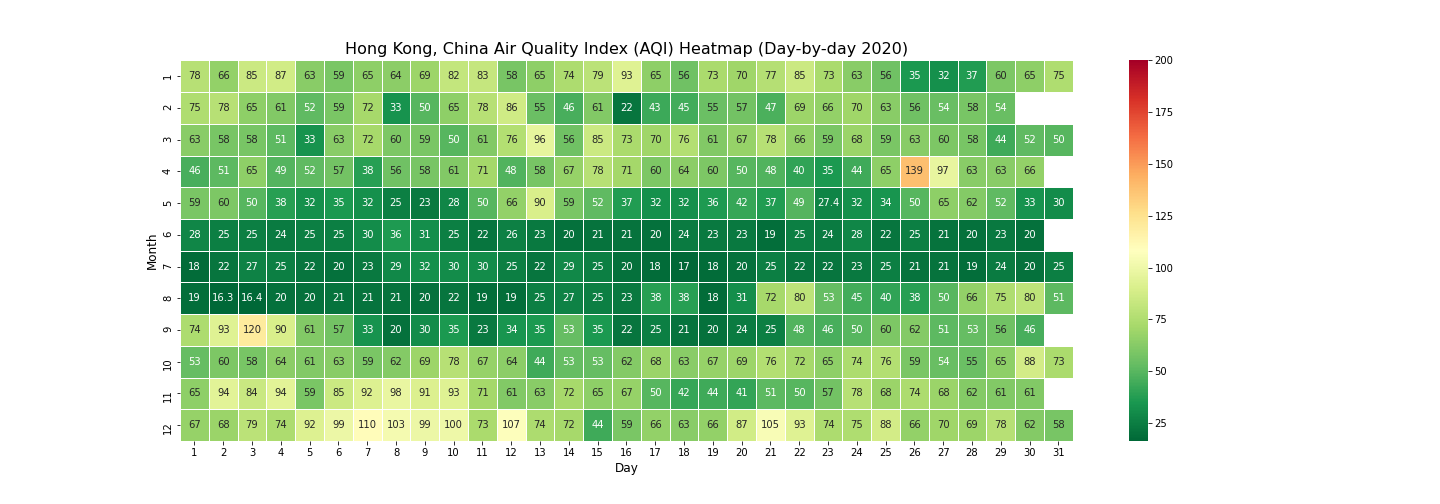 Hong Kong, China Air Quality Index (AQI) Heatmap (Day-by-day 2020)
1 78 66 85 87 63 59 65 64 69 82 83 58 65 74 79 93 65 56 73 70 77 85 73 63 56 35 32 37 60 65 75
2 75 78 65 61 52 59 72 33 50 65 78 86 55 46 61 22 43 45 55 57 47 69 66 70 63 56 54 58 54
3 63 58 58 51 33 63 72 60 59 50 61 76 96 56 85 73 70 76 61 67 78 66 59 68 59 63 60 58 44 52 50
4 46 51 65 49 52 57 38 56 58 61 71 48 58 67 78 71 60 64 60 50 48 40 35 44 65 139 97 63 63 66
5 59 60 50 38 32 35 32 25 23 28 50 66 90 59 52 37 32 32 36 42 37 49 27.4 32 34 50 65 62 52 33 30
6 28 25 25 24 25 25 30 36 31 25 22 26 23 20 21 21 20 24 23 23 19 25 24 28 22 25 21 20 23 20
7 18 22 27 25 22 20 23 29 32 30 30 25 22 29 25 20 18 17 18 20 25 22 22 23 25 21 21 19 24 20 25
8 19 16.3 16.4 20 20 21 21 21 20 22 19 19 25 27 25 23 38 38 18 31 72 80 53 45 40 38 50 66 75 80 51
9 74 93 120 90 61 57 33 20 30 35 23 34 35 53 35 22 25 21 20 24 25 48 46 50 60 62 51 53 56 46
10 53 60 58 64 61 63 59 62 69 78 67 64 44 53 53 62 68 63 67 69 76 72 65 74 76 59 54 55 65 88 73
11 65 94 84 94 59 85 92 98 91 93 71 61 63 72 65 67 50 42 44 41 51 50 57 78 68 74 68 62 61 61
12 67 68 79 74 92 99 110 103 99 100 73 107 74 72 44 59 66 63 66 87 105 93 74 75 88 66 70 69 78 62 58
1 2 3 4 5 6 7 8 9 10 11 12 13 14 15 16 17 18 19 20 21 22 23 24 25 26 27 28 29 30 31
Day
Month
200
175
150
125
100
75
50
25